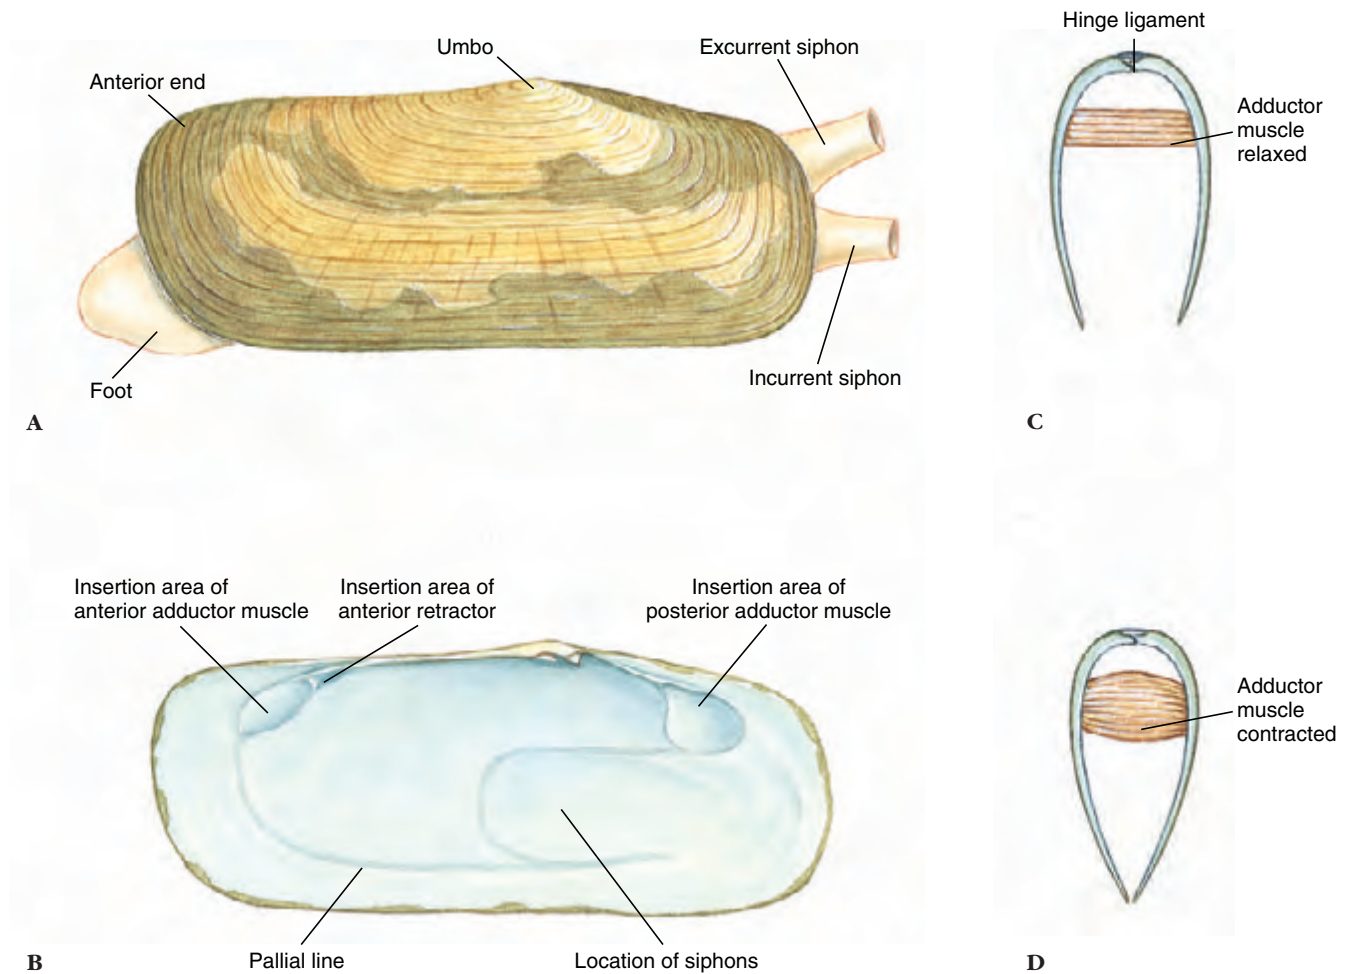 Anterior end
Umbo
Excurrent siphon
Foot
Incurrent siphon
A
Hinge ligament
Adductor
muscle
relaxed
C
Insertion area of
anterior adductor muscle
Insertion area of
anterior retractor
Insertion area of
posterior adductor muscle
Pallial line
Location of siphons
B
Adductor
muscle
contracted
D